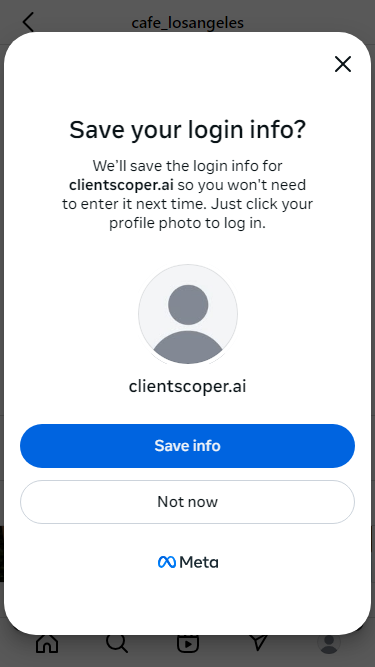 cafe_losangeles
Save your login info?
We'll save the login info for
clientscoper.ai so you won't need
to enter it next time. Just click your
profile photo to log in.
clientscoper.ai
Save info
Not now
Meta